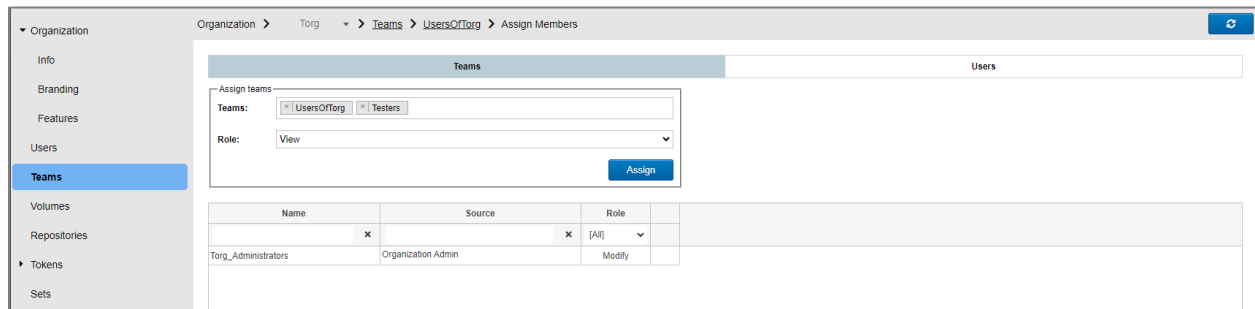 Organization
Info
Branding
Features
Users
Teams
Volumes
Repositories
Tokens
Sets
Organization > Torg > Teams > UsersOfTorg > Assign Members
Teams Users
Assign teams
Teams: × UsersOfTorg × Testers
Role: View
Assign
Name Source Role
× × [All]
Torg_Administrators Organization Admin Modify